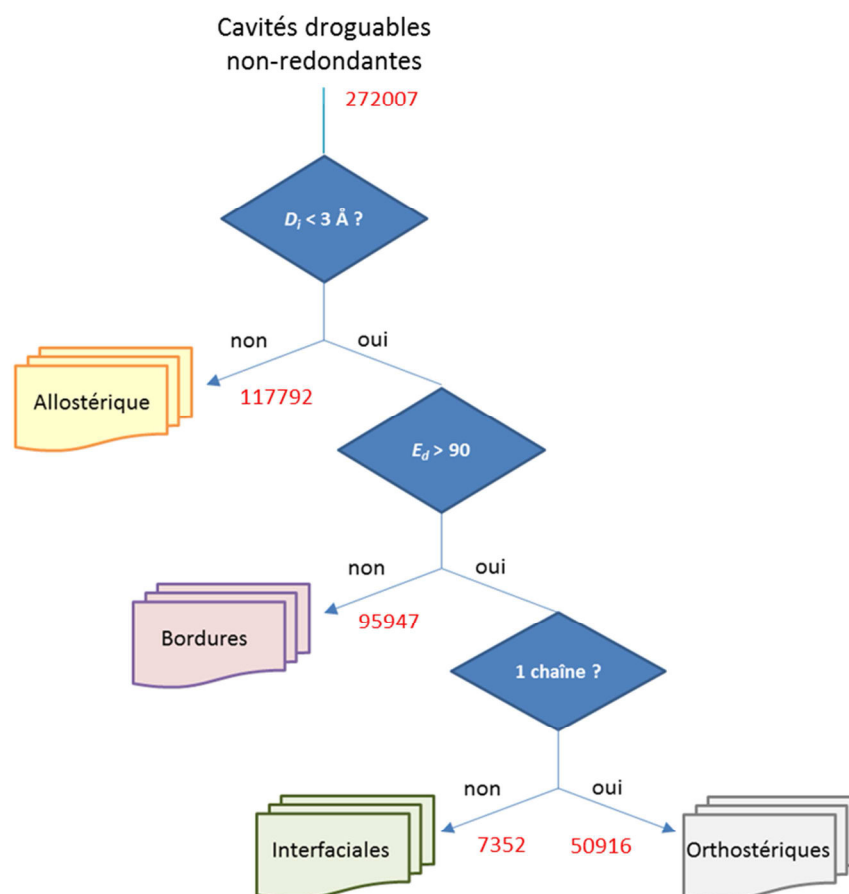 Cavités droguables
non-redondantes
272007
Di < 3 Å ?
non
oui
117792
Allostérique
Ed > 90
non
oui
95947
Bordures
1 chaîne ?
non
oui
7352
50916
Interfaciales
Orthostériques